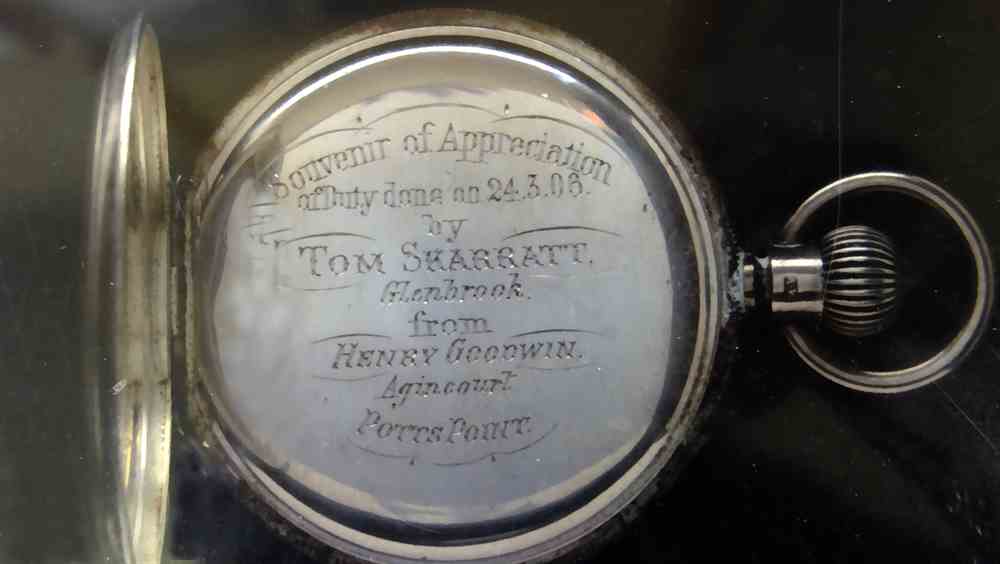 Souvenir of Appreciation
of Duty done on 24.3.06.
by
TOM SKARRATT.
Glenbrook.
from
HENRY GOODWIN.
Agincourt
POTTS POINT.